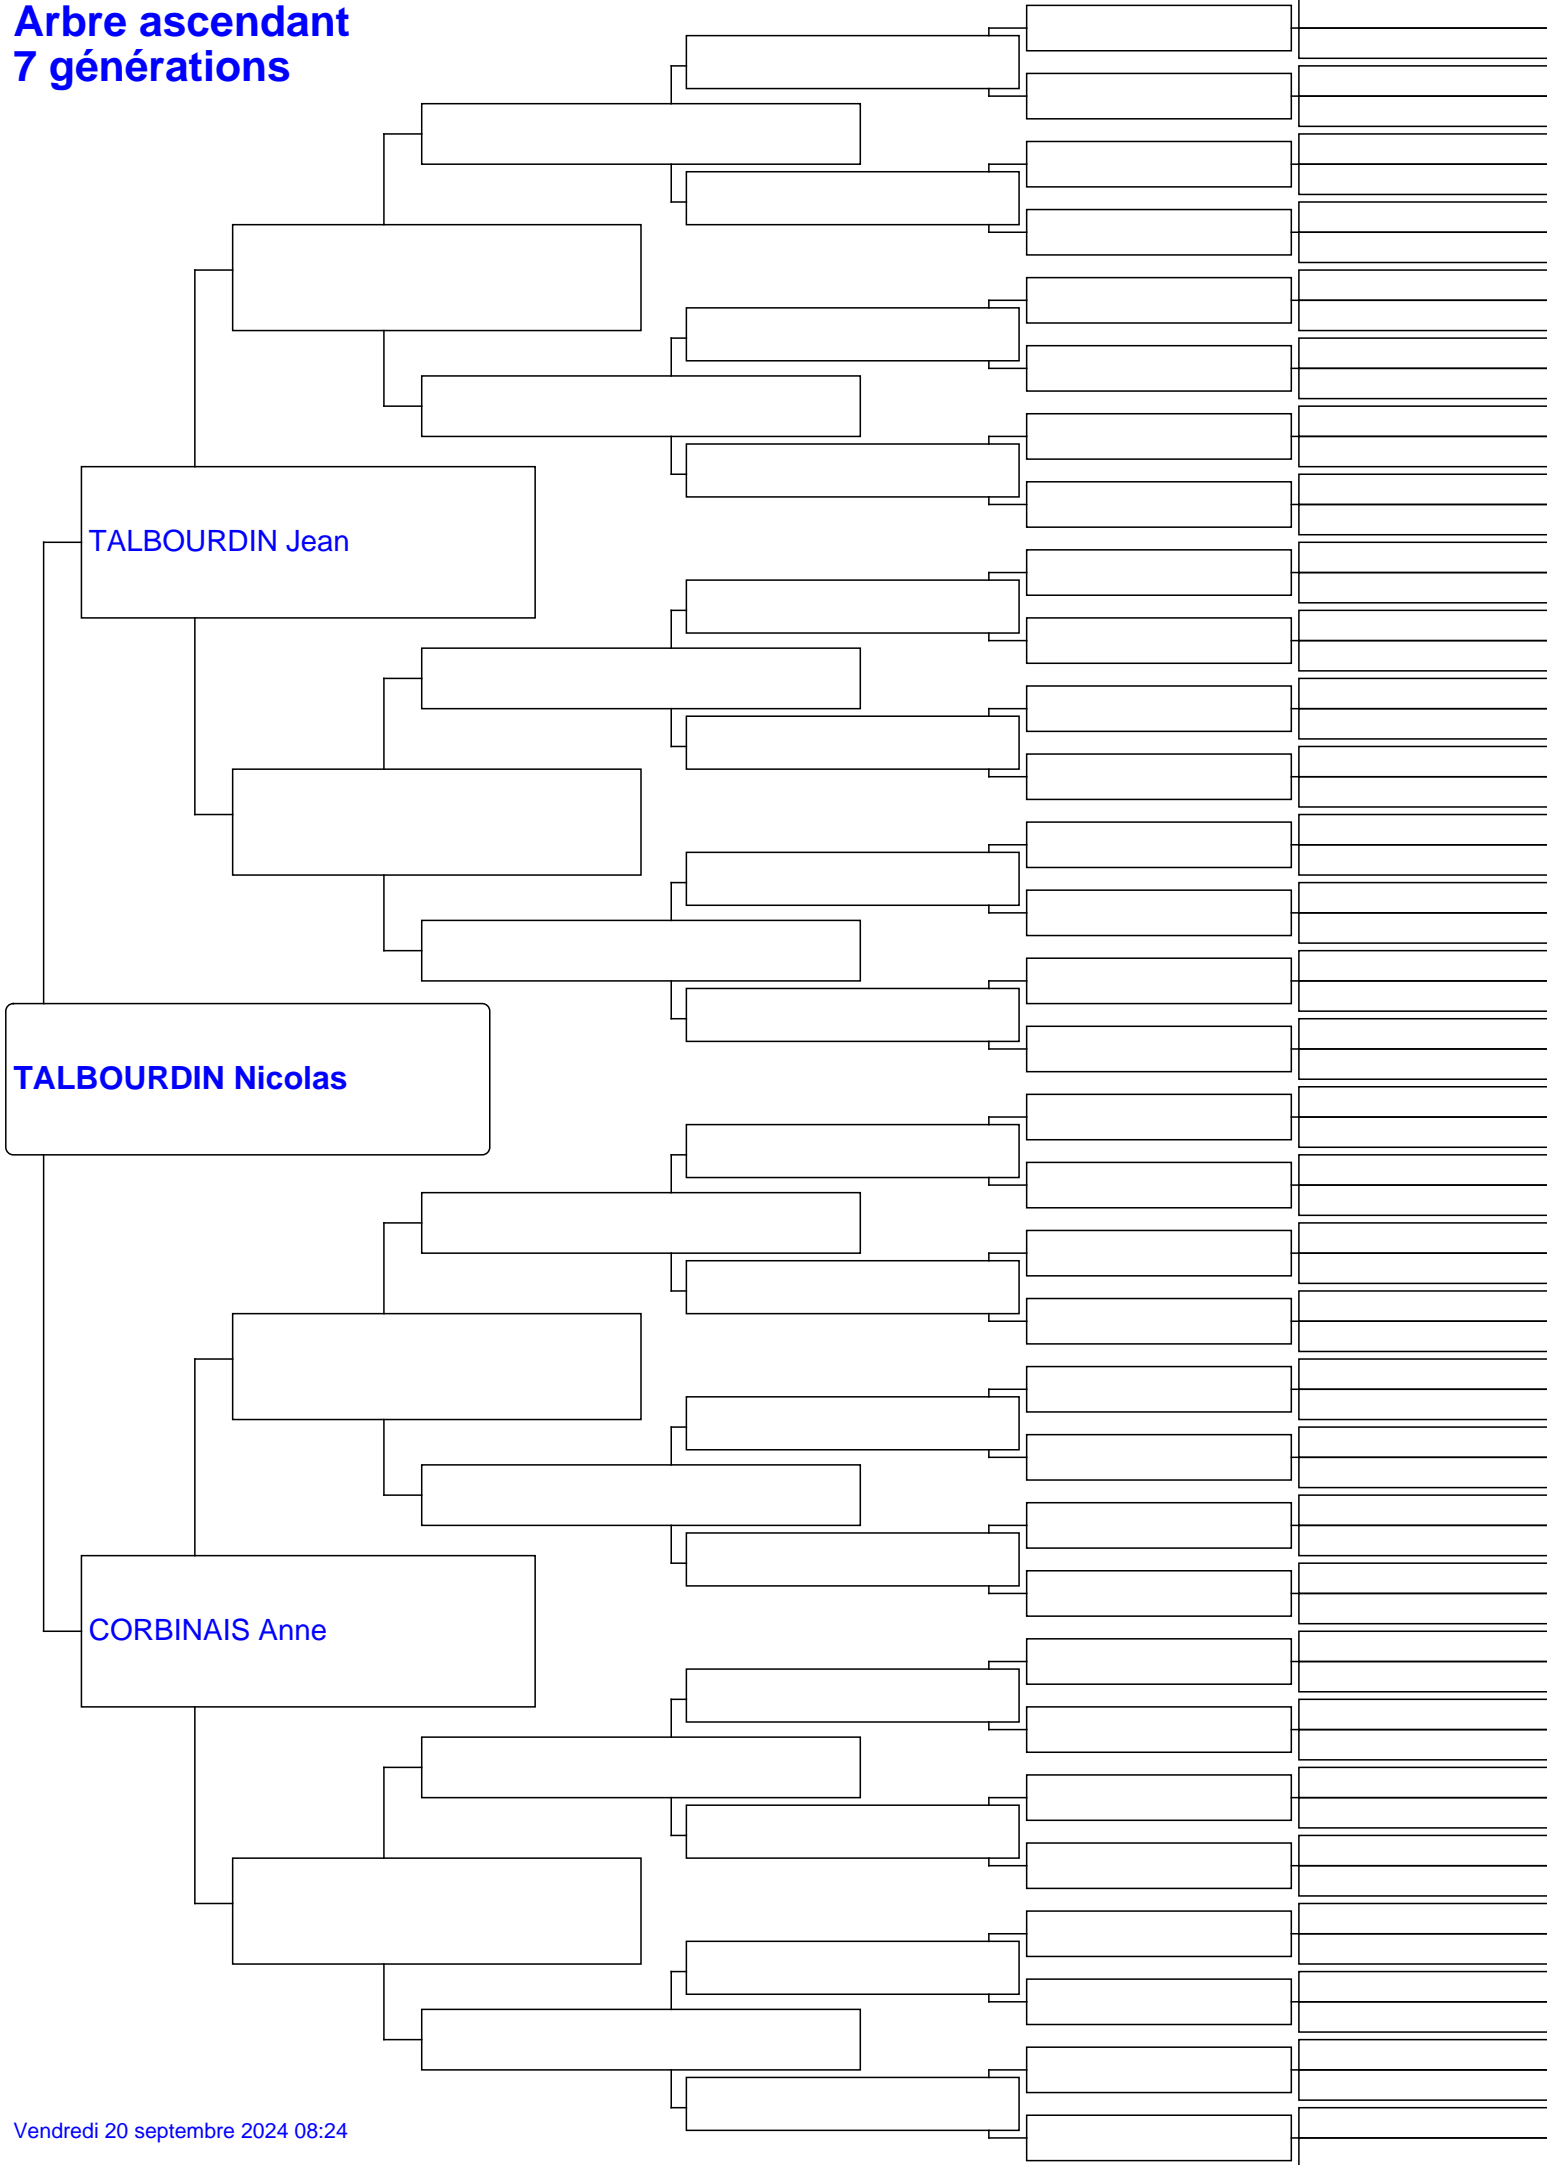 Arbre ascendant
7 générations
TALBOURDIN Jean
TALBOURDIN Nicolas
CORBINAIS Anne
Vendredi 20 septembre 2024 08:24